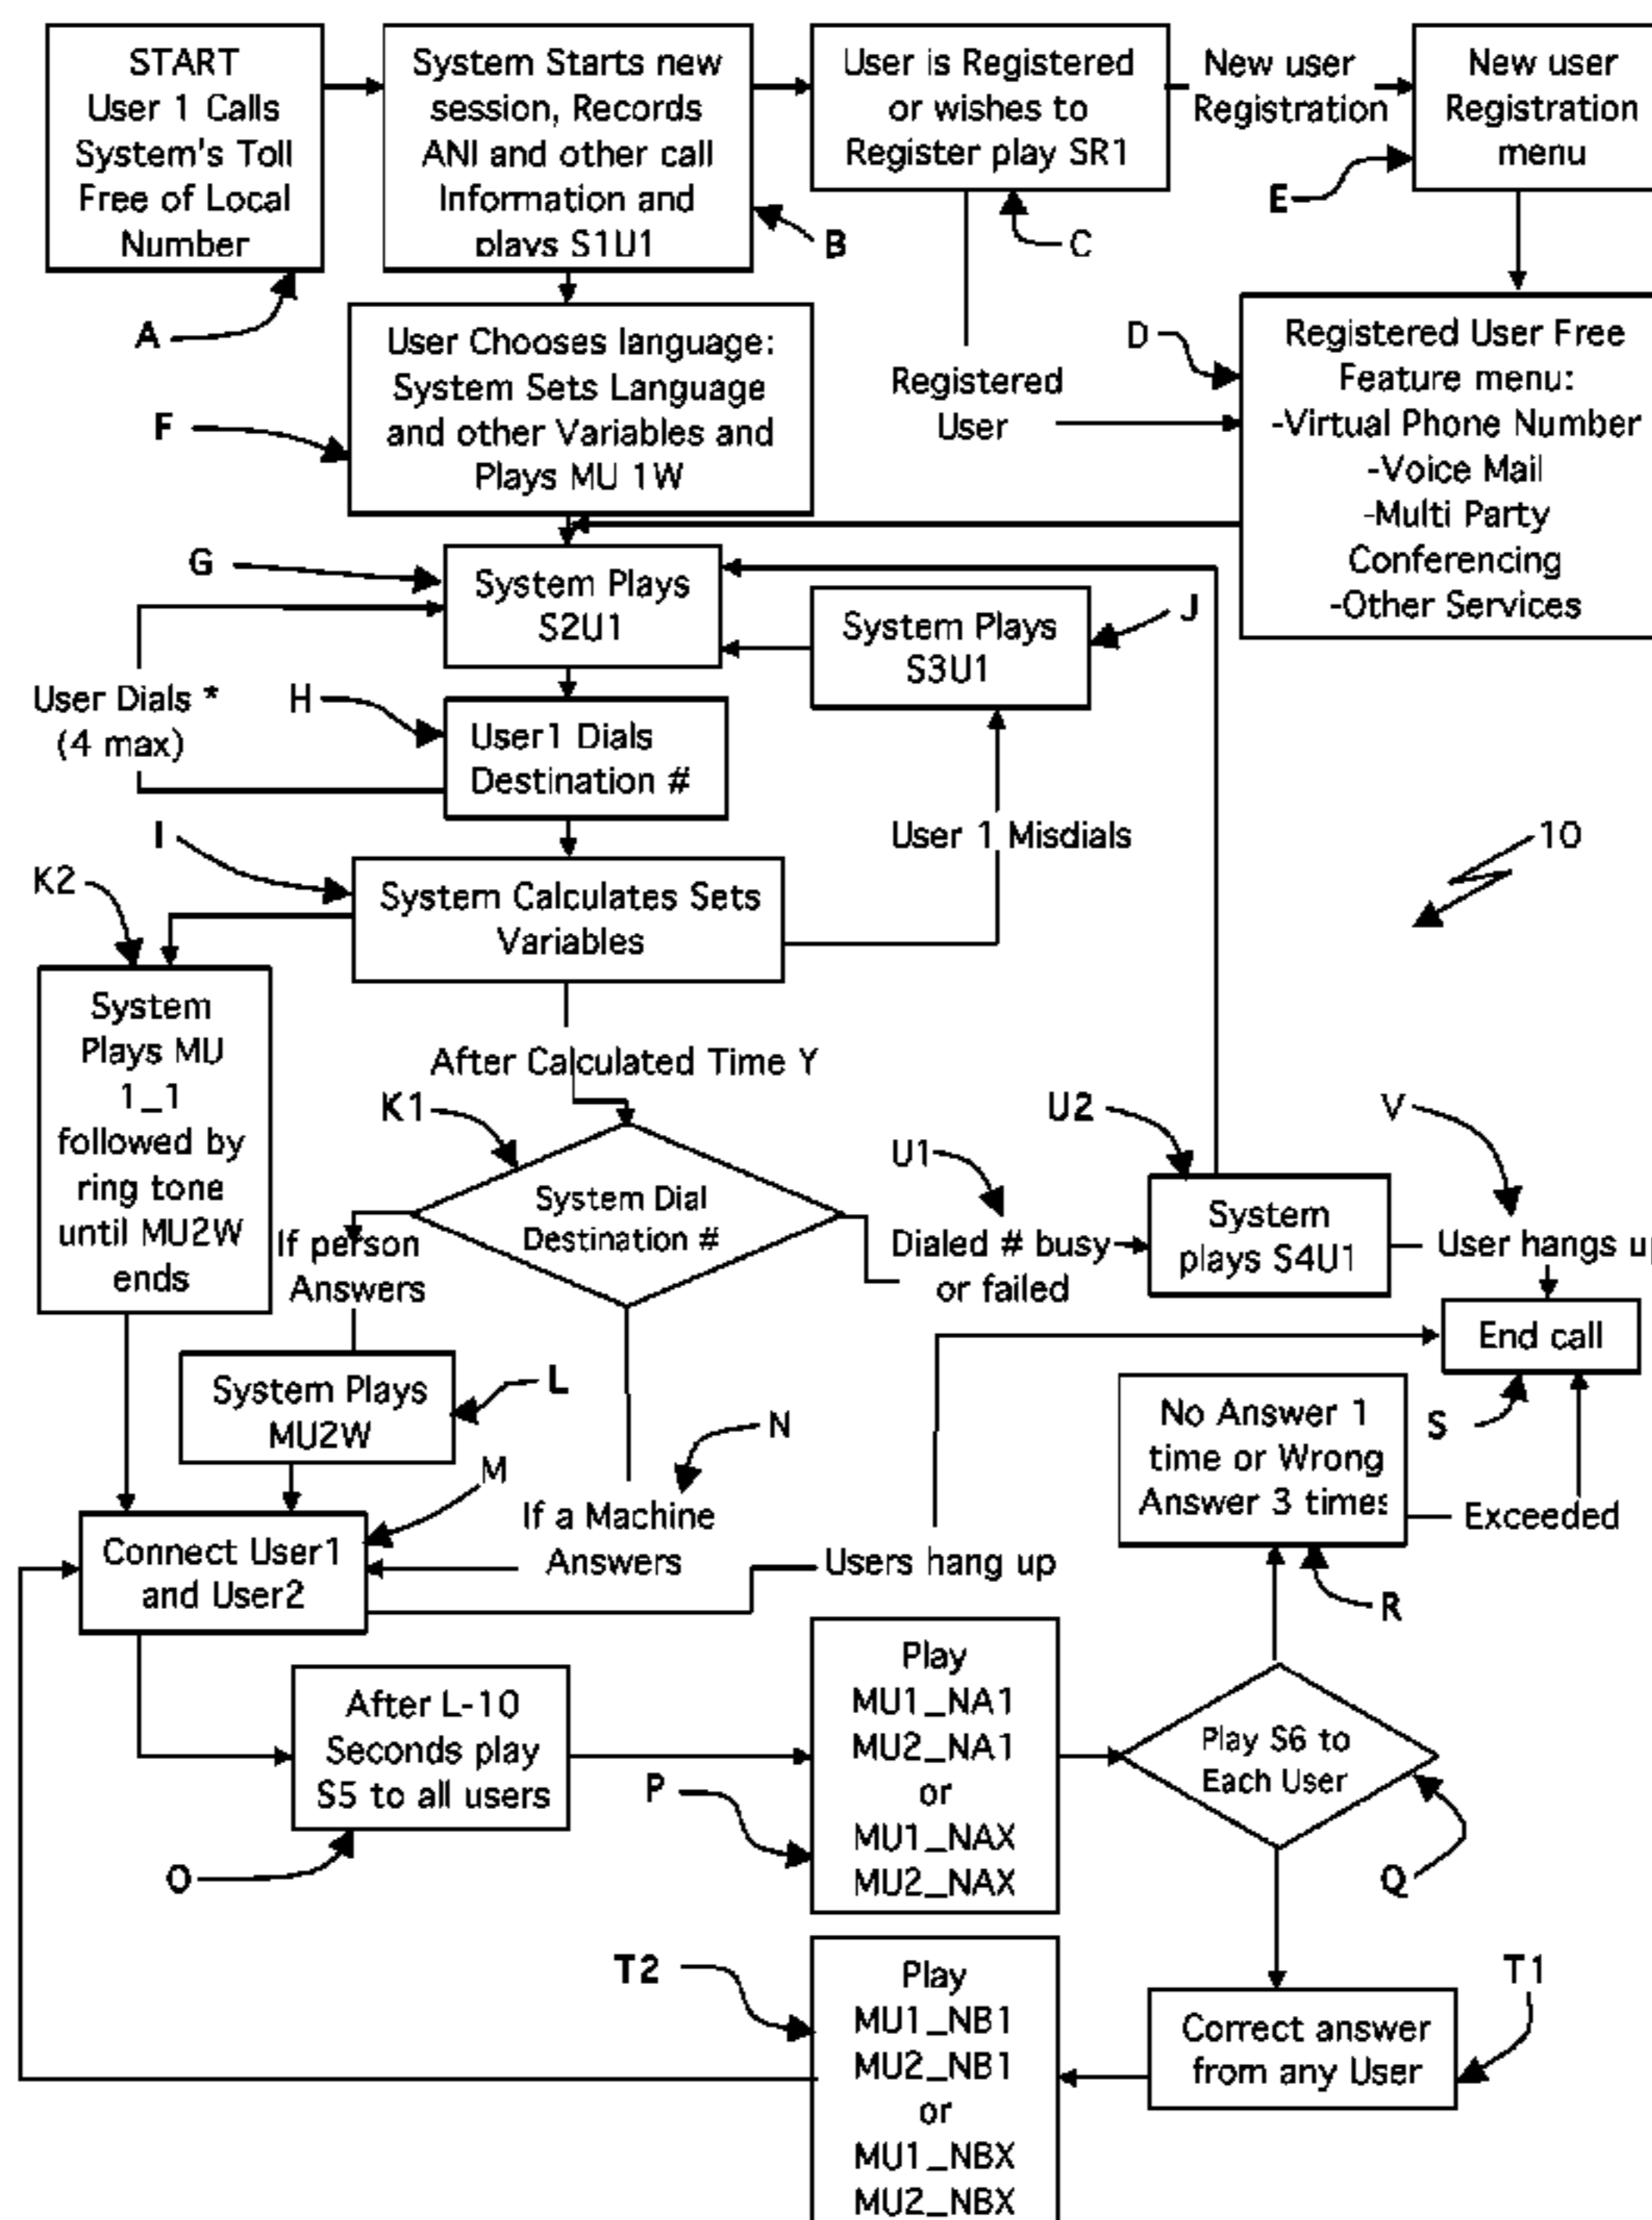 START
User 1 Calls
System's Toll
Free of Local
Number
System Starts new
session, Records
ANI and other call
Information and
plays S1U1
User is Registered
or wishes to
Register play SR1
New user
Registration
New user
Registration
menu
A
B
C
E
User Chooses language:
System Sets Language
and other Variables and
Plays MU 1W
F
Registered
User
D
Registered User Free
Feature menu:
-Virtual Phone Number
-Voice Mail
-Multi Party
Conferencing
-Other Services
G
System Plays
S2U1
System Plays
S3U1
J
User Dials *
(4 max)
H
User1 Dials
Destination #
I
User 1 Misdials
10
K2
System Calculates Sets
Variables
System
Plays MU
1_1
followed by
ring tone
until MU2W
ends
After Calculated Time Y
K1
System Dial
Destination #
U1
Dialed # busy
or failed
U2
System
plays S4U1
V
User hangs up
If person
Answers
End call
System Plays
MU2W
L
N
M
If a Machine
Answers
No Answer 1
time or Wrong
Answer 3 times
S
Exceeded
Connect User1
and User2
Users hang up
R
After L-10
Seconds play
S5 to all users
O
P
Play
MU1_NA1
MU2_NA1
or
MU1_NAX
MU2_NAX
Play S6 to
Each User
Q
T2
Play
MU1_NB1
MU2_NB1
or
MU1_NBX
MU2_NBX
Correct answer
from any User
T1